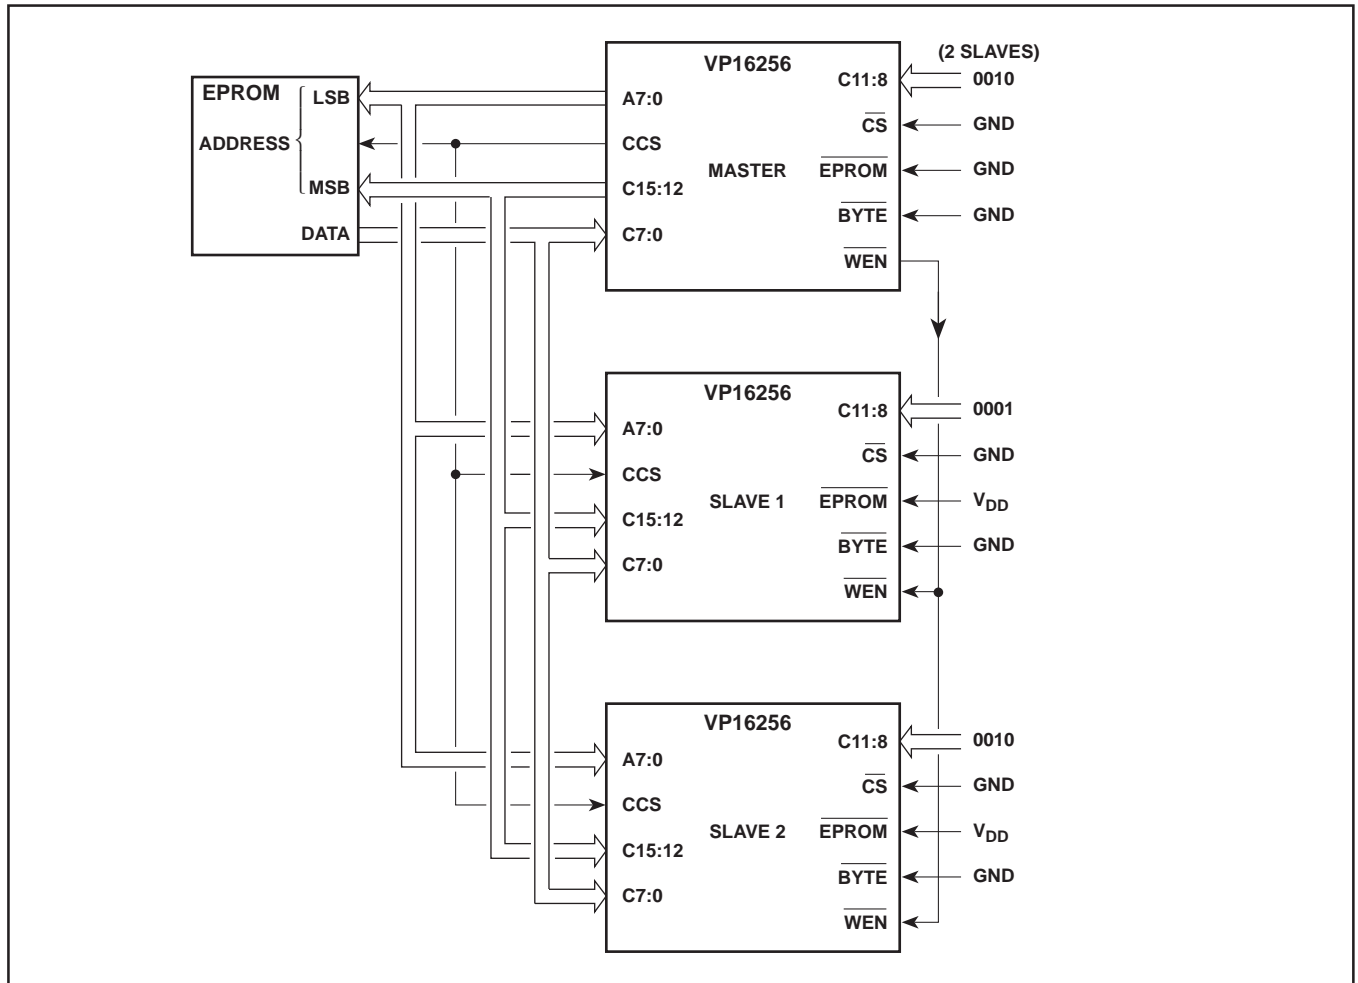 EPROM
ADDRESS
LSB
MSB
DATA
VP16256
MASTER
A7:0
CCS
C15:12
C7:0
C11:8
CS
EPROM
BYTE
WEN
(2 SLAVES)
0010
GND
GND
GND
VP16256
SLAVE 1
A7:0
CCS
C15:12
C7:0
C11:8
CS
EPROM
BYTE
WEN
0001
GND
VDD
GND
VP16256
SLAVE 2
A7:0
CCS
C15:12
C7:0
C11:8
CS
EPROM
BYTE
WEN
0010
GND
VDD
GND